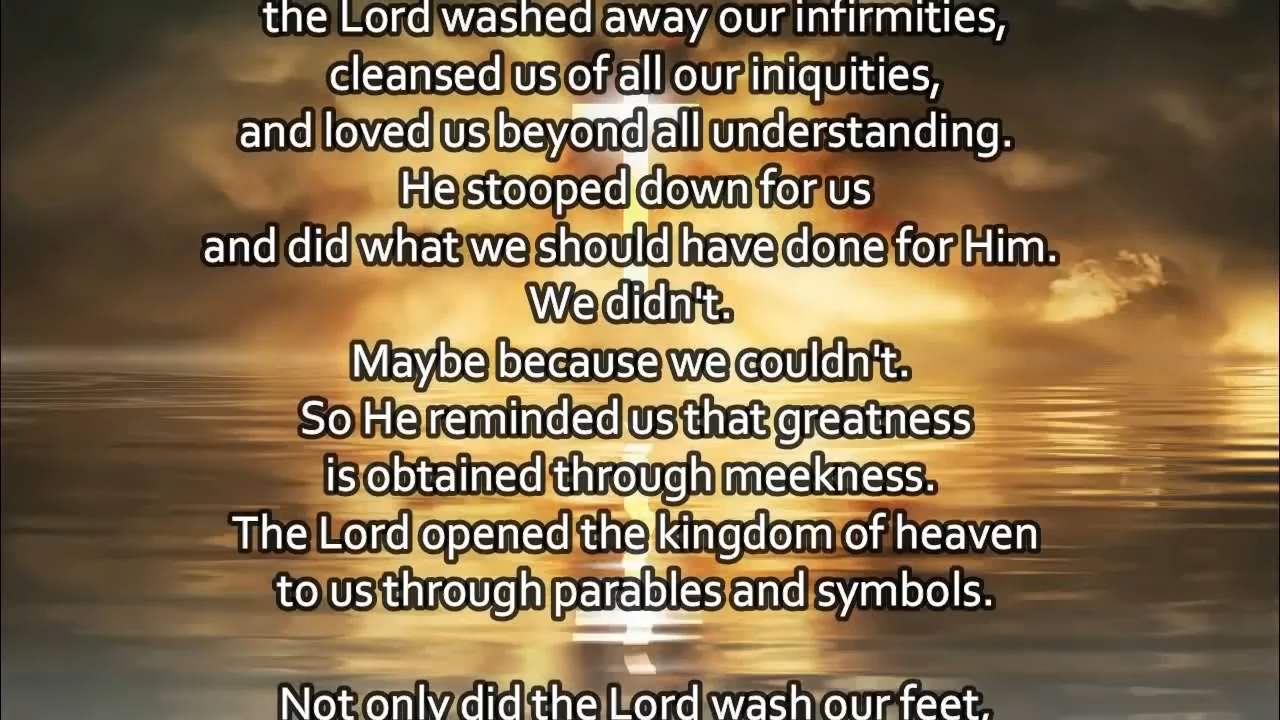 the Lord washed away our infirmities,
cleansed us of all our iniquities,
and loved us beyond all understanding.
He stooped down for us
and did what we should have done for Him.
We didn't.
Maybe because we couldn't.
So He reminded us that greatness
is obtained through meekness.
The Lord opened the kingdom of heaven
to us through parables and symbols.
Not only did the Lord wash our feet,